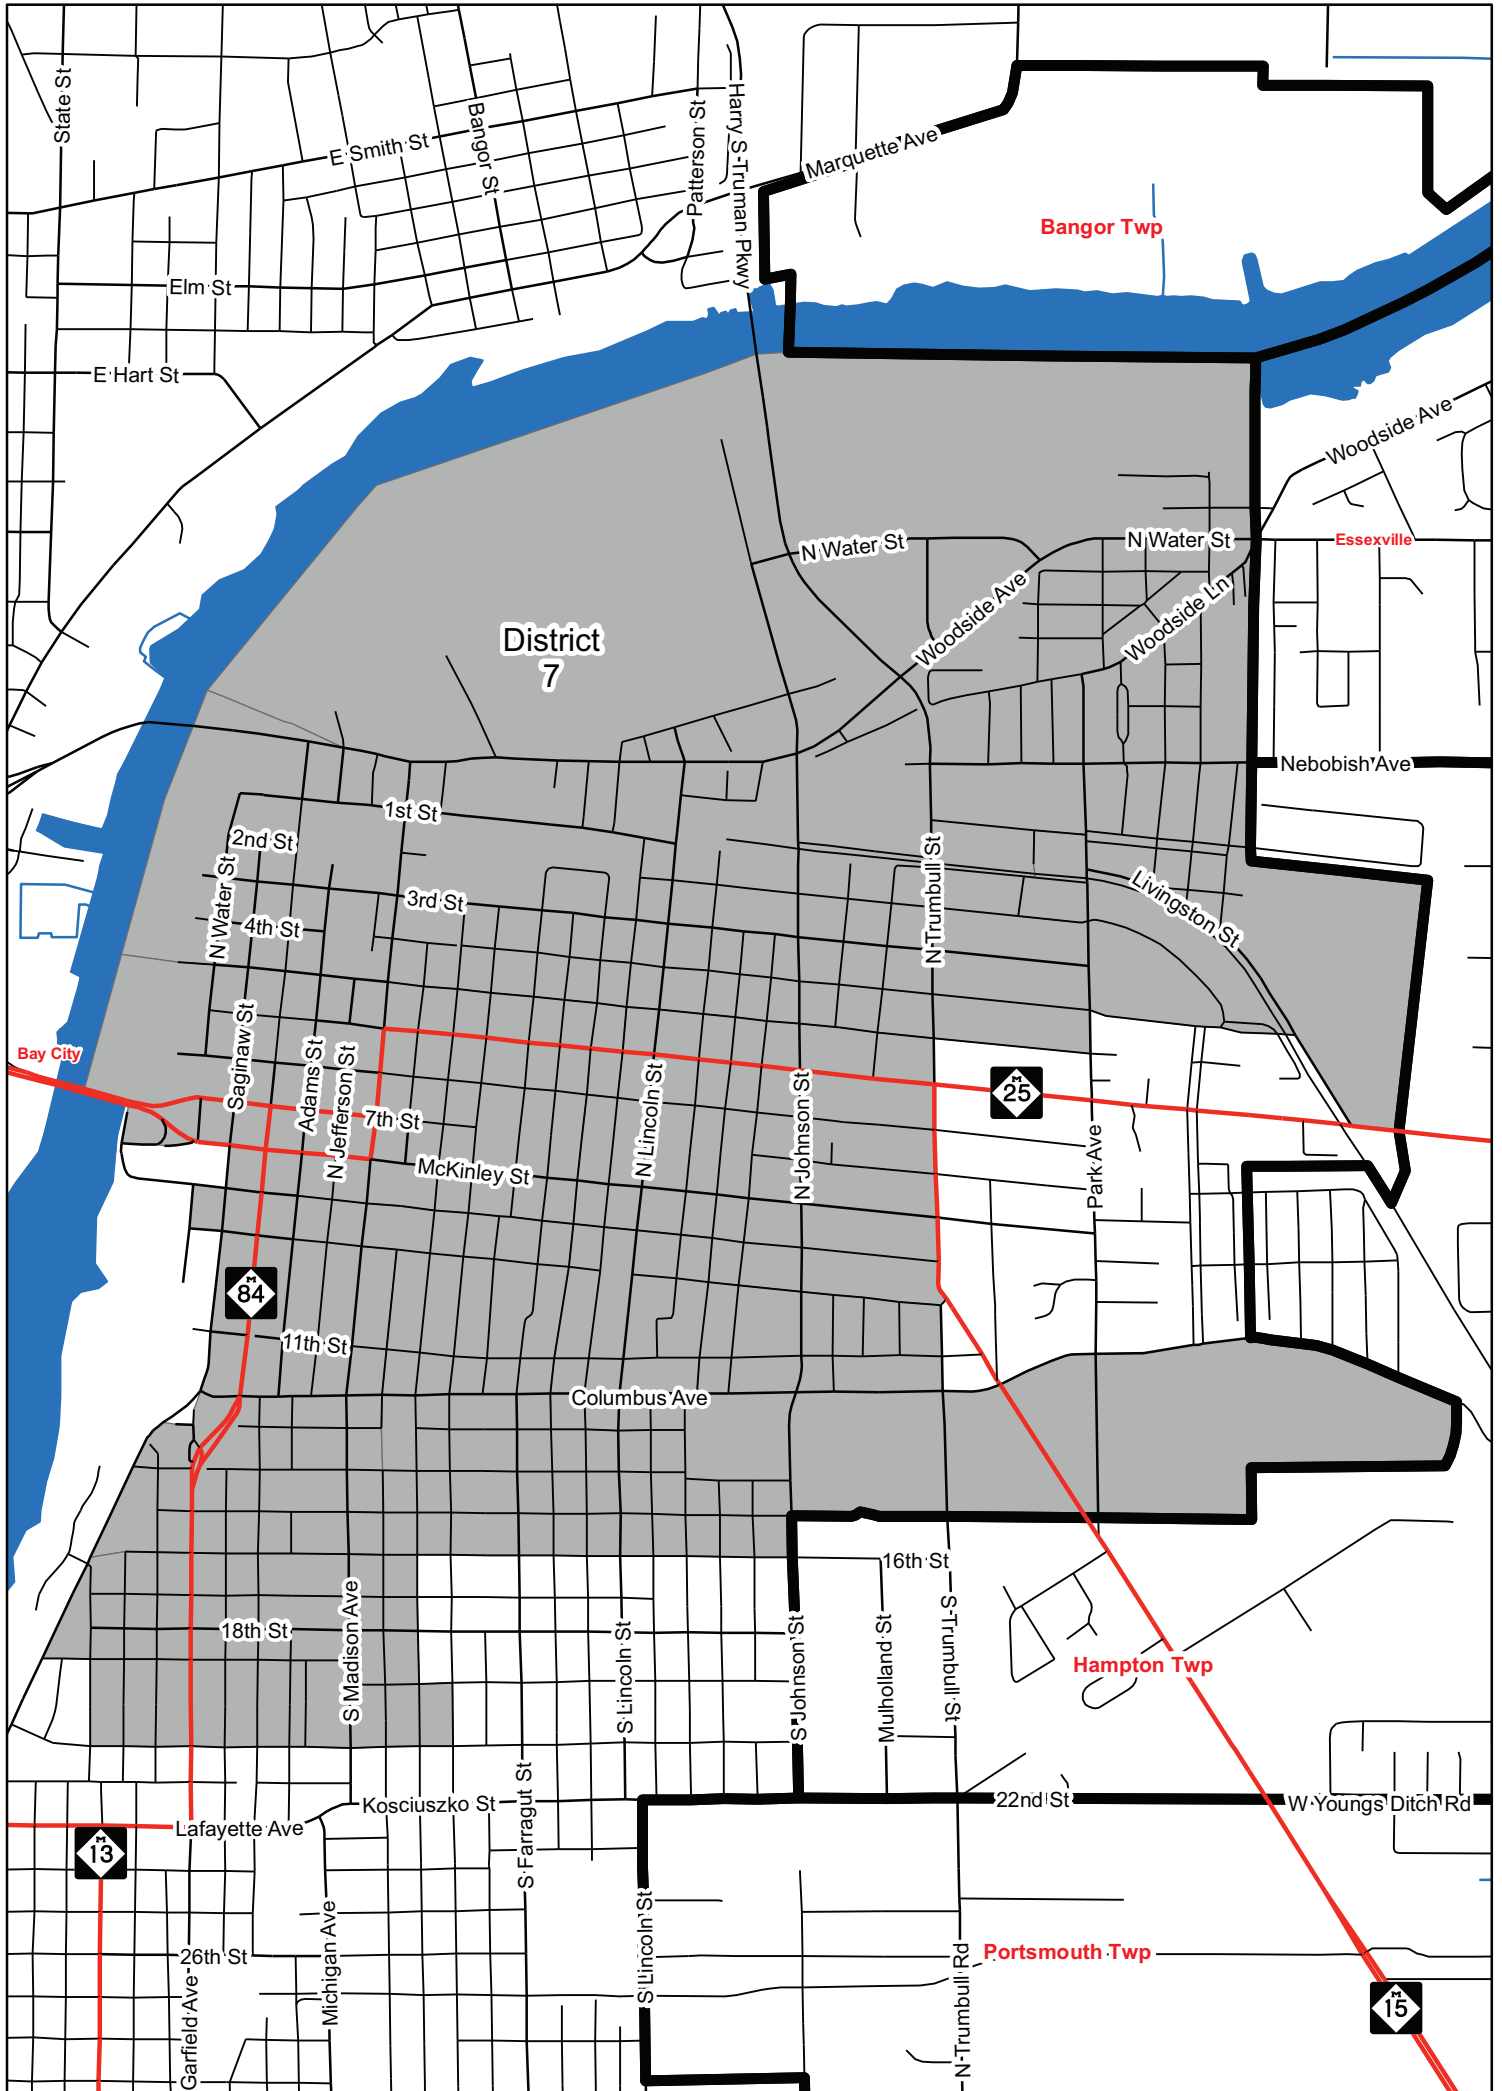 State St
E Smith St
Bangor St
Patterson St
Harry S Truman Pkwy
Marquette Ave
Bangor Twp
Elm St
E Hart St
Woodside Ave
N Water St
N Water St
Essexville
Woodside Ave
Woodside Ln
District
7
Nebobish Ave
1st St
2nd St
N Water St
3rd St
4th St
N Trumbull St
Livingston St
Saginaw St
Bay City
Adams St
N Jefferson St
7th St
N Lincoln St
N Johnson St
M
25
Park Ave
McKinley St
M
84
11th St
Columbus Ave
16th St
18th St
S Madison Ave
S Lincoln St
S Johnson St
Mulholland St
S Trumbull St
Hampton Twp
S Farragut St
Kosciuszko St
22nd St
W Youngs Ditch Rd
Lafayette Ave
M
13
26th St
Garfield Ave
Michigan Ave
S Lincoln St
N Trumbull Rd
Portsmouth Twp
M
15